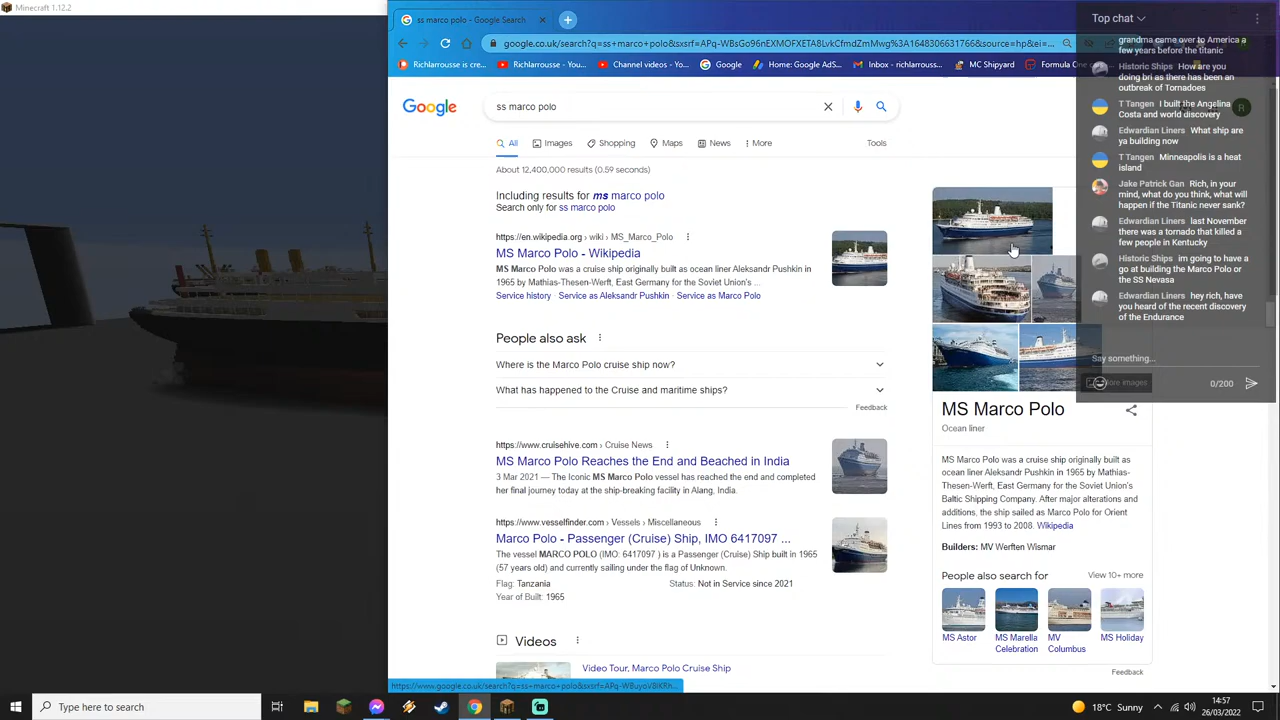 Minecraft 1.12.2
ss marco polo - Google Search
google.co.uk/search?q=ss+marco+polo&sxsrf=APq-WBsGo96nEXMOFXETA8LvkCfmdZmMwg%3A1648306631766&source=hp&ei=...
Richlarrousse is cre...
Richlarrousse - Yo...
Channel videos - Yo...
Google
Home: Google AdS...
Inbox - richlarrous...
MC Shipyard
Formula One
Top chat
grandma came over to America a
few years before the titanic
Historic Ships How are you
doing bri as there has been an
outbreak of Tornadoes
T Tangen I built the Angelina
Costa and world discovery
Edwardian Liners What ship are
ya building now
T Tangen Minneapolis is a heat
island
Jake Patrick Gan Rich, in your
mind, what do you think, what will
happen if the Titanic never sank?
Edwardian Liners last November
there was a tornado that killed a
few people in Kentucky
Historic Ships im going to have a
go at building the Marco Polo or
the SS Nevasa
Edwardian Liners hey rich, have
you heard of the recent discovery
of the Endurance
Say something...
0/200
More images
R
Google
ss marco polo
All
Images
Shopping
Maps
News
More
Tools
About 12,400,000 results (0.59 seconds)
Including results for ms marco polo
Search only for ss marco polo
https://en.wikipedia.org › wiki › MS_Marco_Polo
MS Marco Polo - Wikipedia
MS Marco Polo was a cruise ship originally built as ocean liner Aleksandr Pushkin in
1965 by Mathias-Thesen-Werft, East Germany for the Soviet Union's ...
Service history · Service as Aleksandr Pushkin · Service as Marco Polo
People also ask
Where is the Marco Polo cruise ship now?
What has happened to the Cruise and maritime ships?
Feedback
https://www.cruisehive.com › Cruise News
MS Marco Polo Reaches the End and Beached in India
3 Mar 2021 — The Iconic MS Marco Polo vessel has reached the end and completed
her final journey today at the ship-breaking facility in Alang, India.
https://www.vesselfinder.com › Vessels › Miscellaneous
Marco Polo - Passenger (Cruise) Ship, IMO 6417097 ...
The vessel MARCO POLO (IMO: 6417097 ) is a Passenger (Cruise) Ship built in 1965
(57 years old) and currently sailing under the flag of Unknown.
Flag: Tanzania
Status: Not in Service since 2021
Year of Built: 1965
Videos
Video Tour, Marco Polo Cruise Ship
MS Marco Polo
Ocean liner
MS Marco Polo was a cruise ship originally built as
ocean liner Aleksandr Pushkin in 1965 by Mathias-
Thesen-Werft, East Germany for the Soviet Union's
Baltic Shipping Company. After major alterations and
additions, the ship sailed as Marco Polo for Orient
Lines from 1993 to 2008. Wikipedia
Builders: MV Werften Wismar
People also search for
View 10+ more
MS Astor
MS Marella
Celebration
MV
Columbus
MS Holiday
Feedback
https://www.google.co.uk/search?q=ss+marco+polo&sxsrf=APq-WBuyoV8iKRh...
Type here to search
18°C Sunny
14:57
26/03/2022